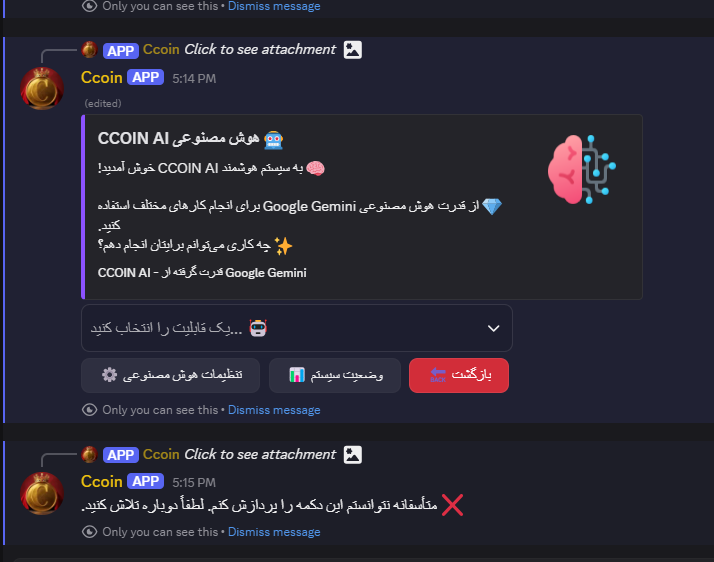 Only you can see this • Dismiss message
APP Ccoin Click to see attachment
Ccoin APP 5:14 PM
(edited)
🤖 هوش مصنوعی CCOIN AI
🧠 به سیستم هوشمند CCOIN AI خوش آمدید!
💎 از قدرت هوش مصنوعی Google Gemini برای انجام کارهای مختلف استفاده
کنید.
✨ چه کاری می‌توانم برایتان انجام دهم؟
CCOIN AI - قدرت گرفته از Google Gemini
🤖 یک قابلیت را انتخاب کنید...
تنظیمات هوش مصنوعی ⚙️
وضعیت سیستم 📊
بازگشت 🔙
Only you can see this • Dismiss message
APP Ccoin Click to see attachment
Ccoin APP 5:15 PM
❌ متأسفانه نتوانستم این دکمه را پردازش کنم. لطفاً دوباره تلاش کنید.
Only you can see this • Dismiss message